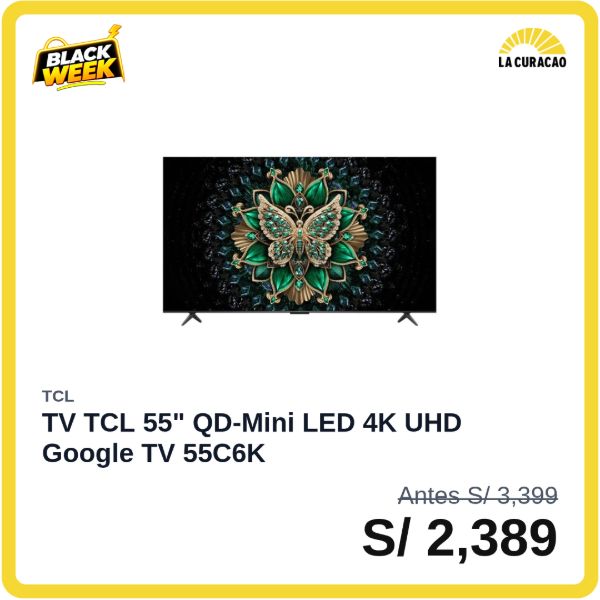 BLACK
WEEK
LA CURACAO
TCL
TV TCL 55" QD-Mini LED 4K UHD
Google TV 55C6K
Antes S/ 3,399
S/ 2,389